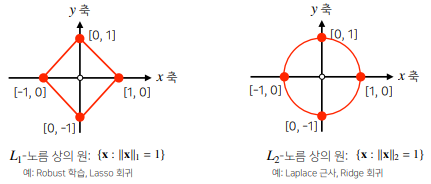 y 축
[0, 1]
x 축
[-1, 0]
[1, 0]
[0, -1]
L₁-노름 상의 원: {x : ‖x‖₁ = 1}
예: Robust 학습, Lasso 회귀
y 축
[0, 1]
x 축
[-1, 0]
[1, 0]
[0, -1]
L₂-노름 상의 원: {x : ‖x‖₂ = 1}
예: Laplace 근사, Ridge 회귀